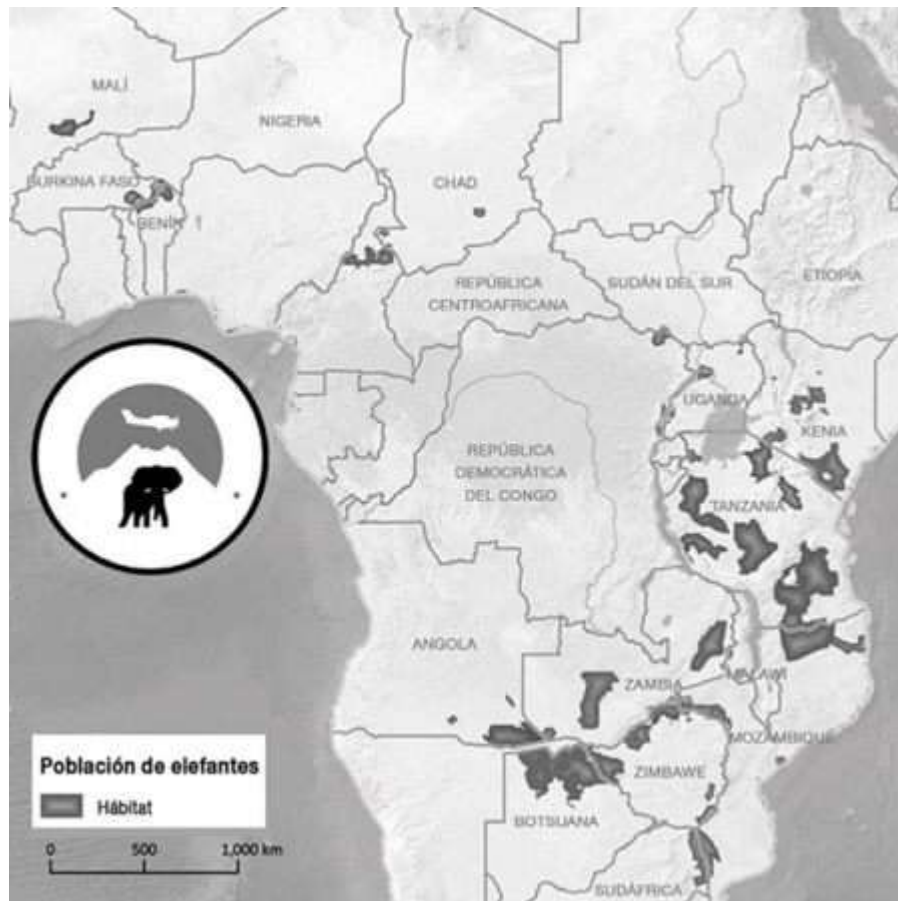 MALÍ
NIGERIA
BURKINA FASO
BENÍN
CHAD
REPÚBLICA
CENTROAFRICANA
SUDÁN DEL SUR
ETIOPÍA
UGANDA
KENIA
REPÚBLICA
DEMOCRÁTICA
DEL CONGO
TANZANIA
ANGOLA
ZAMBIA
MALAWI
MOZAMBIQUE
ZIMBAWE
BOTSUANA
SUDÁFRICA
Población de elefantes
Hábitat
0 500 1,000 km